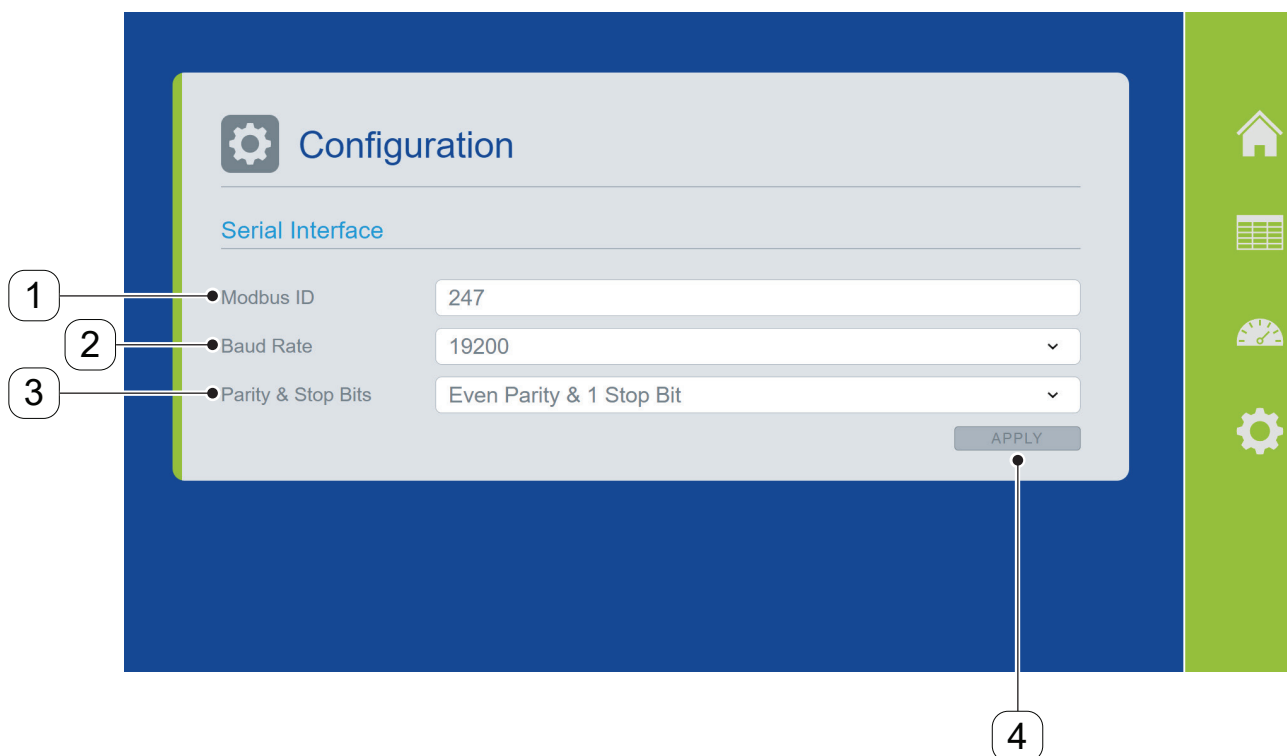 Configuration
Serial Interface
1 Modbus ID 247
2 Baud Rate 19200
3 Parity & Stop Bits Even Parity & 1 Stop Bit
APPLY
4